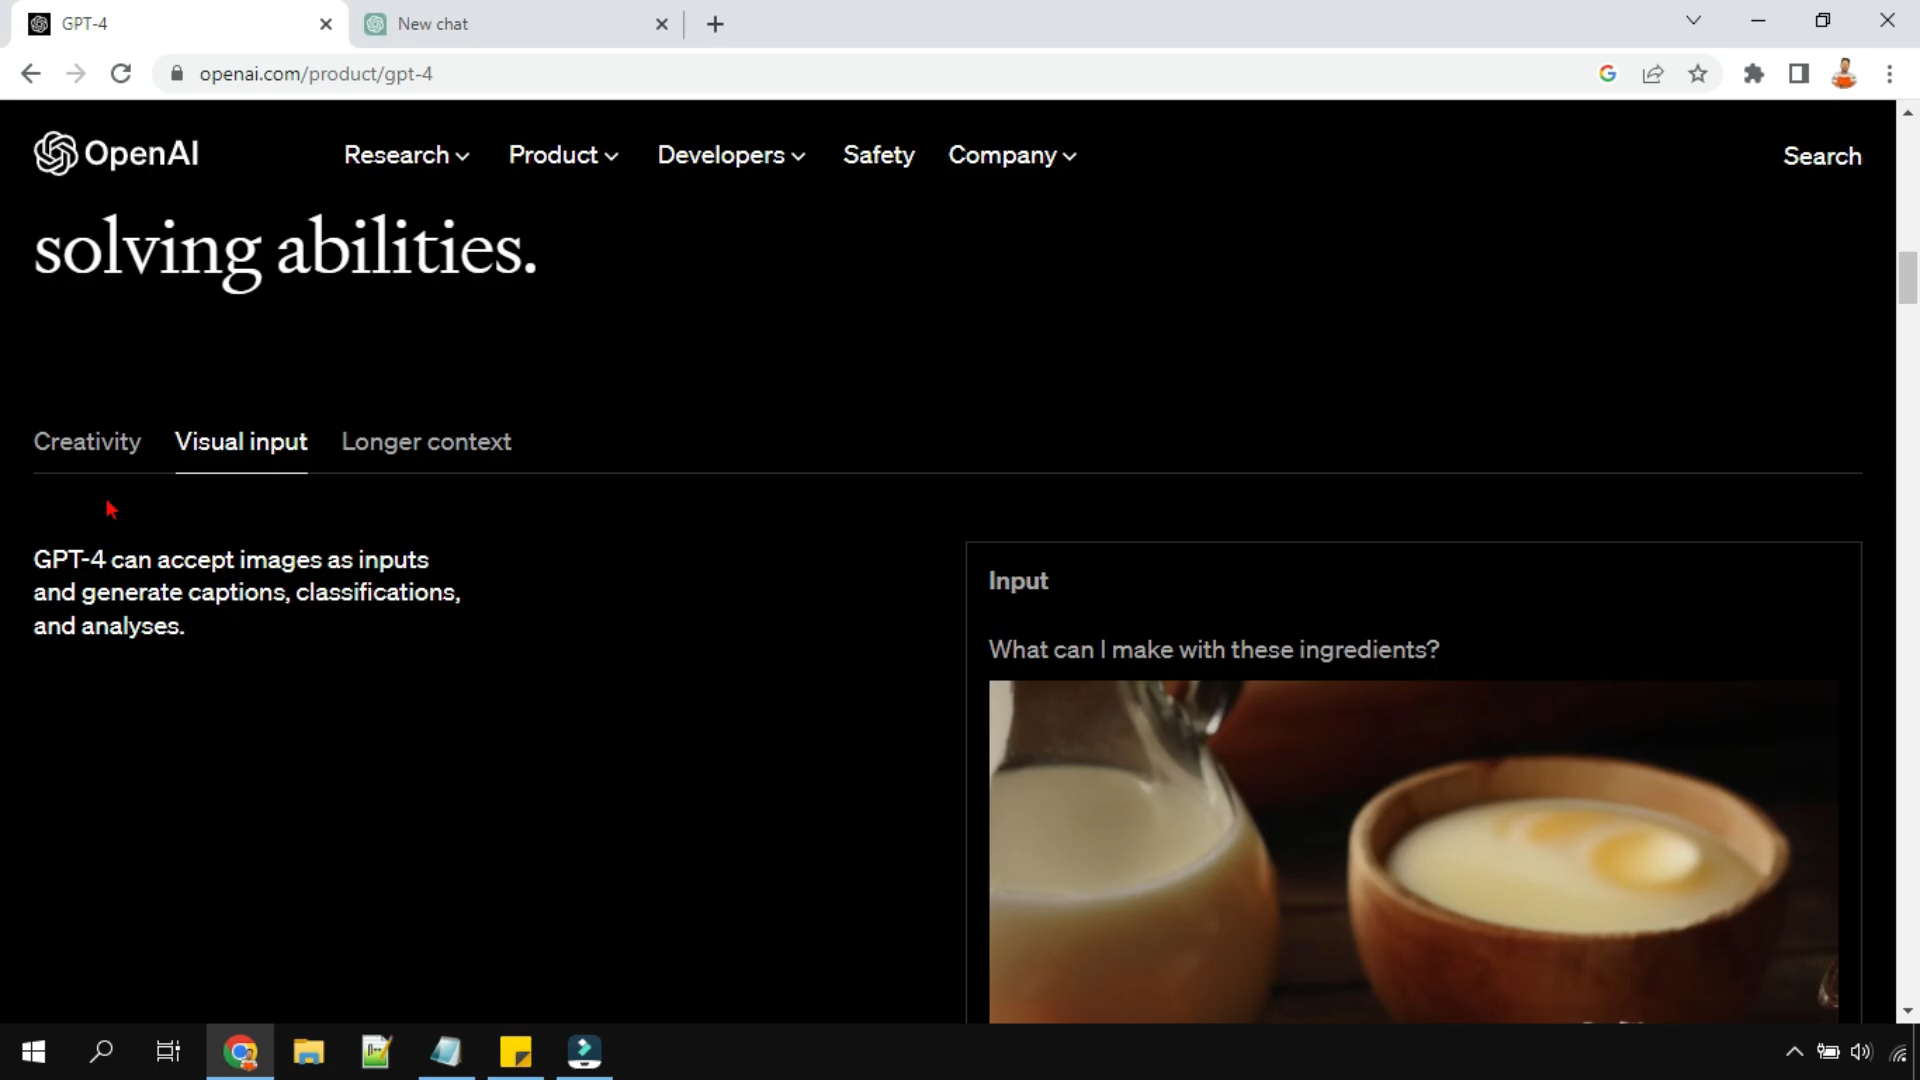 GPT-4
New chat
openai.com/product/gpt-4
OpenAI
Research
Product
Developers
Safety
Company
Search
solving abilities.
Creativity
Visual input
Longer context
GPT-4 can accept images as inputs
and generate captions, classifications,
and analyses.
Input
What can I make with these ingredients?